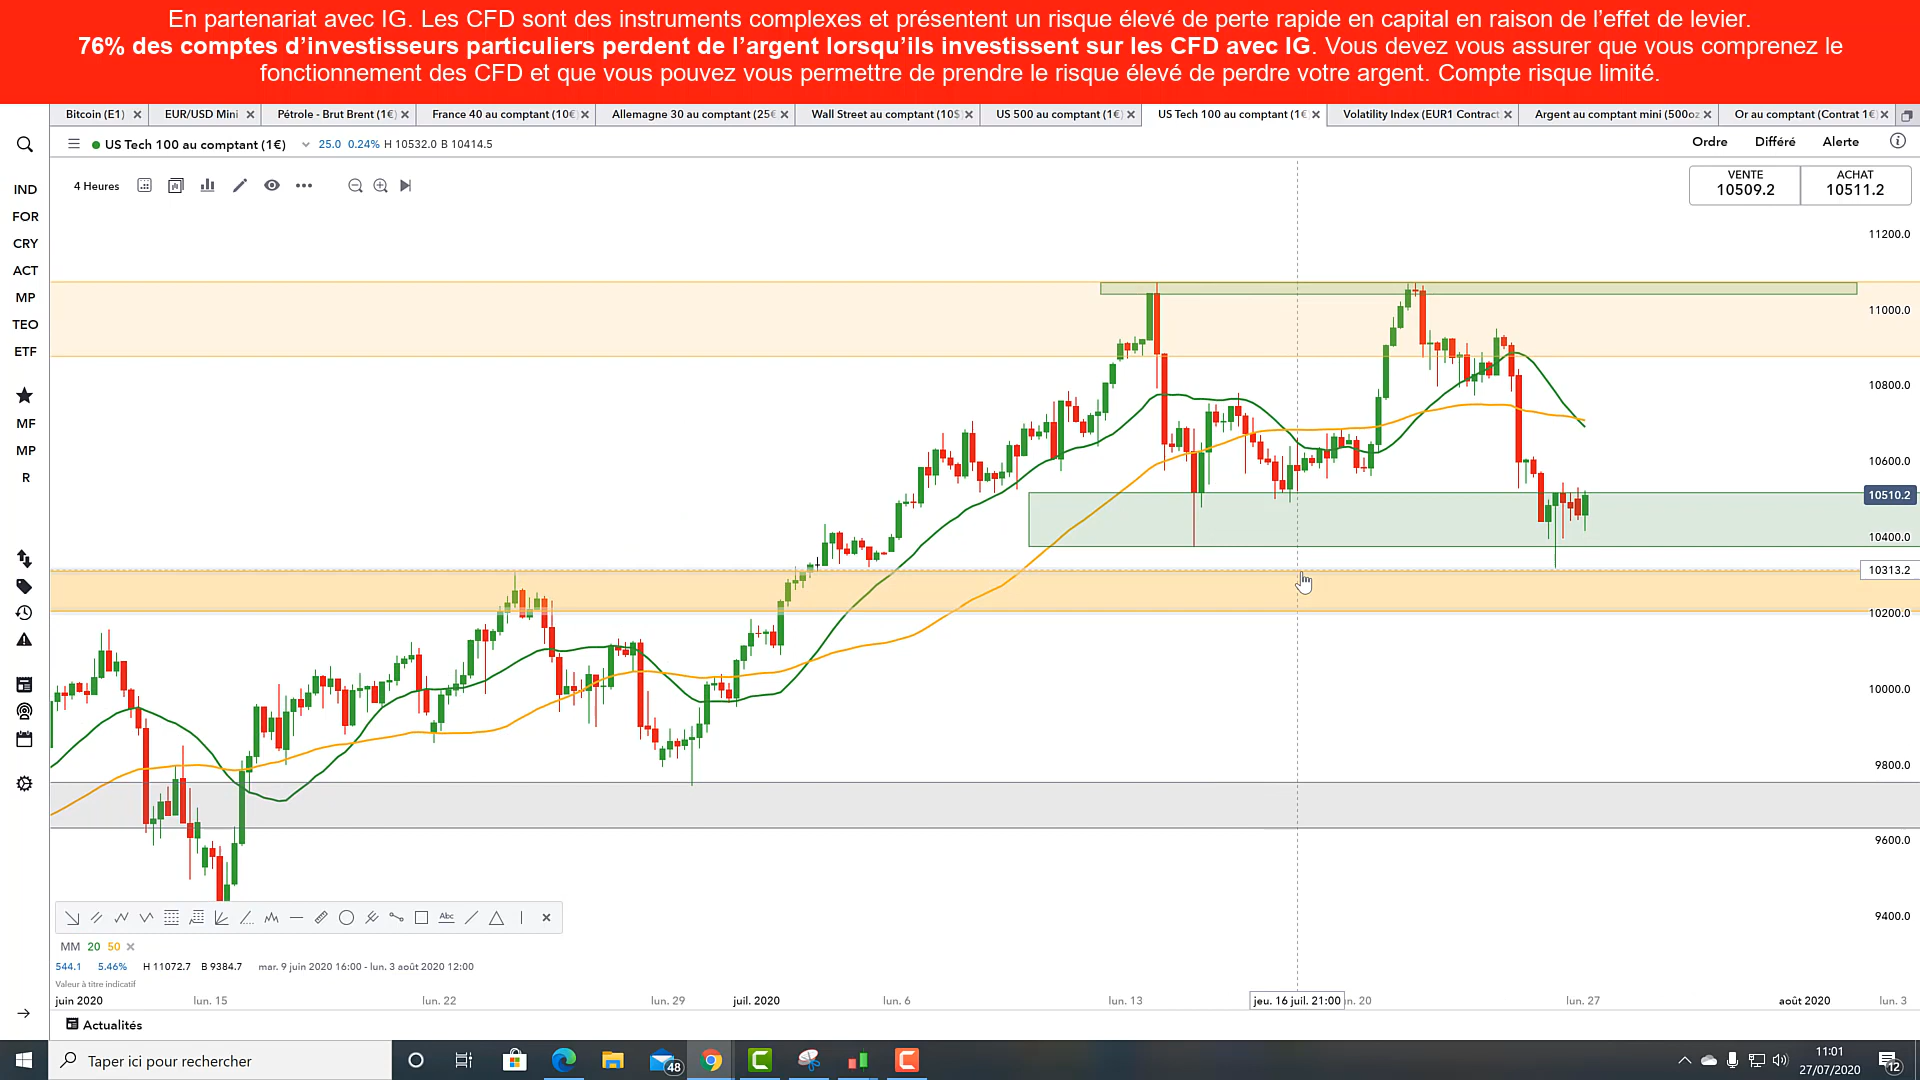 En partenariat avec IG. Les CFD sont des instruments complexes et présentent un risque élevé de perte rapide en capital en raison de l’effet de levier.
76% des comptes d’investisseurs particuliers perdent de l’argent lorsqu’ils investissent sur les CFD avec IG. Vous devez vous assurer que vous comprenez le
fonctionnement des CFD et que vous pouvez vous permettre de prendre le risque élevé de perdre votre argent. Compte risque limité.
Bitcoin (E1) EUR/USD Mini Pétrole - Brut Brent (1€) France 40 au comptant (10€) Allemagne 30 au comptant (25€ Wall Street au comptant (10$) US 500 au comptant (1€) US Tech 100 au comptant (1€ Volatility Index (EUR1 Contract) Argent au comptant mini (500oz Or au comptant (Contrat 1€)
US Tech 100 au comptant (1€) 25.0 0.24% H 10532.0 B 10414.5 Ordre Différé Alerte
4 Heures
VENTE ACHAT
10509.2 10511.2
IND
FOR
CRY
ACT
MP
TEO
ETF
MF
MP
R
11200.0
11000.0
10800.0
10600.0
10510.2
10400.0
10313.2
10200.0
10000.0
9800.0
9600.0
9400.0
Abc
MM 20 50
544.1 5.46% H 11072.7 B 9384.7 mar. 9 juin 2020 16:00 - lun. 3 août 2020 12:00
Valeur à titre indicatif
juin 2020 lun. 15 lun. 22 lun. 29 juil. 2020 lun. 6 lun. 13 jeu. 16 juil. 21:00 n. 20 lun. 27 août 2020 lun. 3
Actualités
Taper ici pour rechercher
48
11:01
27/07/2020
12